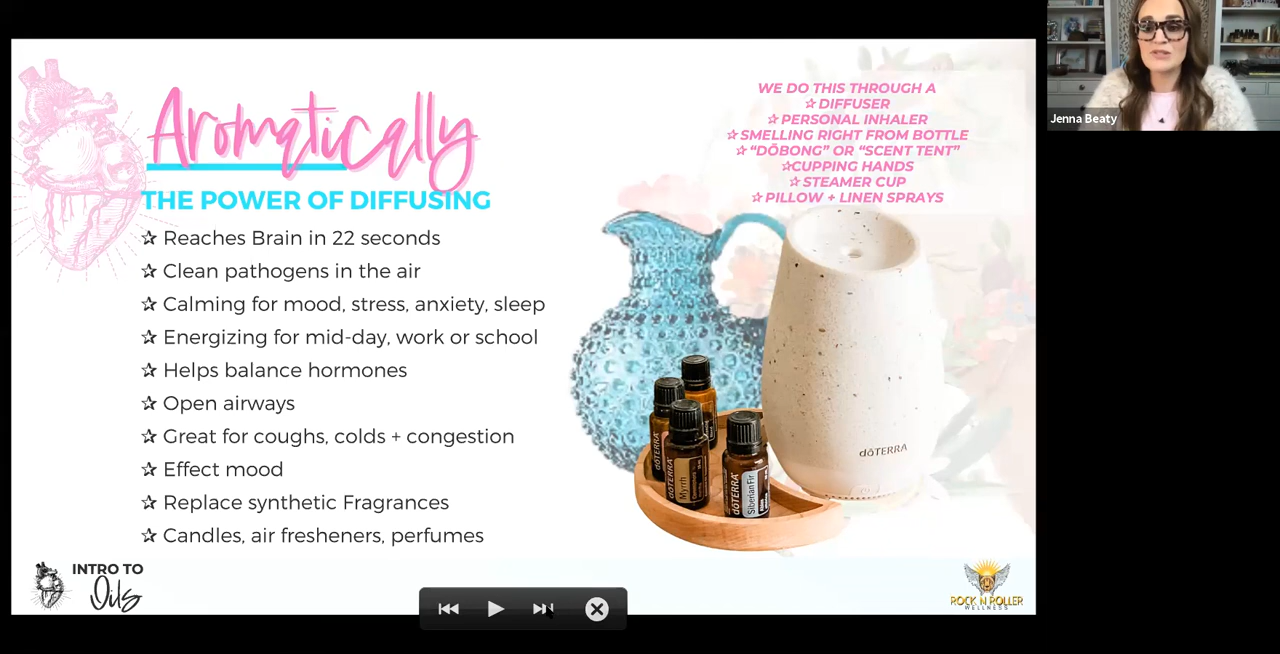 Aromatically
THE POWER OF DIFFUSING
☆ Reaches Brain in 22 seconds
☆ Clean pathogens in the air
☆ Calming for mood, stress, anxiety, sleep
☆ Energizing for mid-day, work or school
☆ Helps balance hormones
☆ Open airways
☆ Great for coughs, colds + congestion
☆ Effect mood
☆ Replace synthetic Fragrances
☆ Candles, air fresheners, perfumes
WE DO THIS THROUGH A
☆ DIFFUSER
☆ PERSONAL INHALER
☆ SMELLING RIGHT FROM BOTTLE
☆ “DŌBONG” OR “SCENT TENT”
☆CUPPING HANDS
☆ STEAMER CUP
☆ PILLOW + LINEN SPRAYS
dōTERRA
dōTERRA
dōTERRA
Myrrh
dōTERRA
Siberian Fir
INTRO TO
Oils
ROCK N ROLLER
WELLNESS
Jenna Beaty